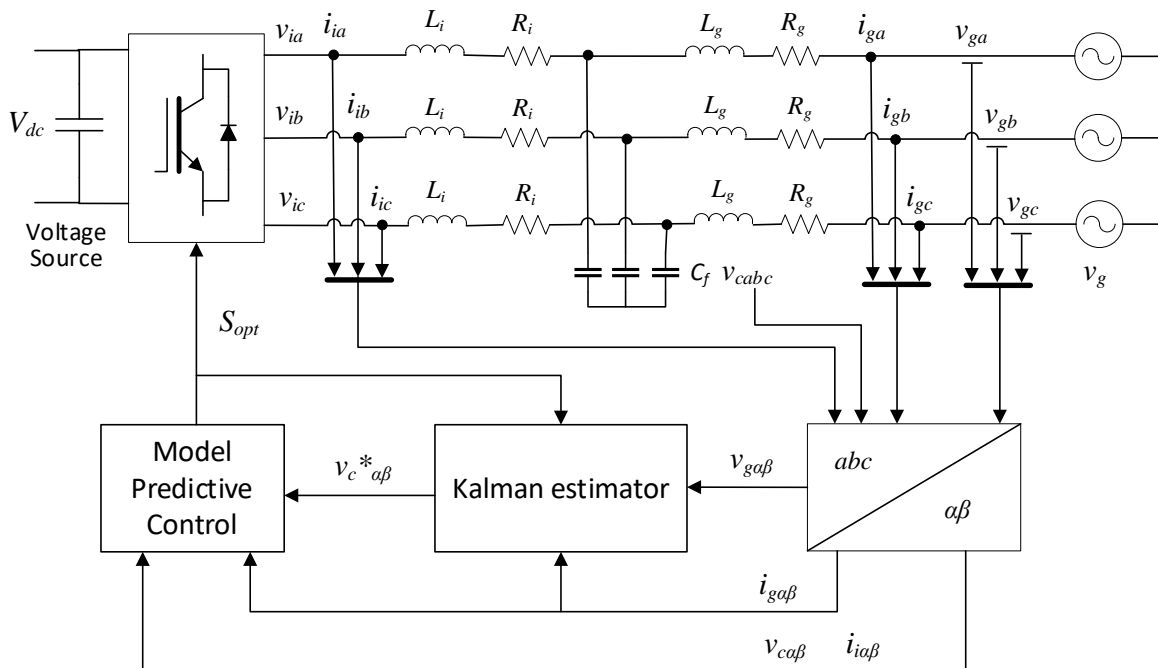 v_ia i_ia L_i R_i L_g R_g i_ga v_ga
V_dc
v_ib i_ib L_i R_i L_g R_g i_gb v_gb
v_ic i_ic L_i R_i L_g R_g i_gc v_gc
Voltage
Source
C_f v_cabc
v_g
S_opt
Model
Predictive
Control
v_c*_αβ
Kalman estimator
v_gαβ
abc
αβ
i_gαβ
v_cαβ i_iαβ